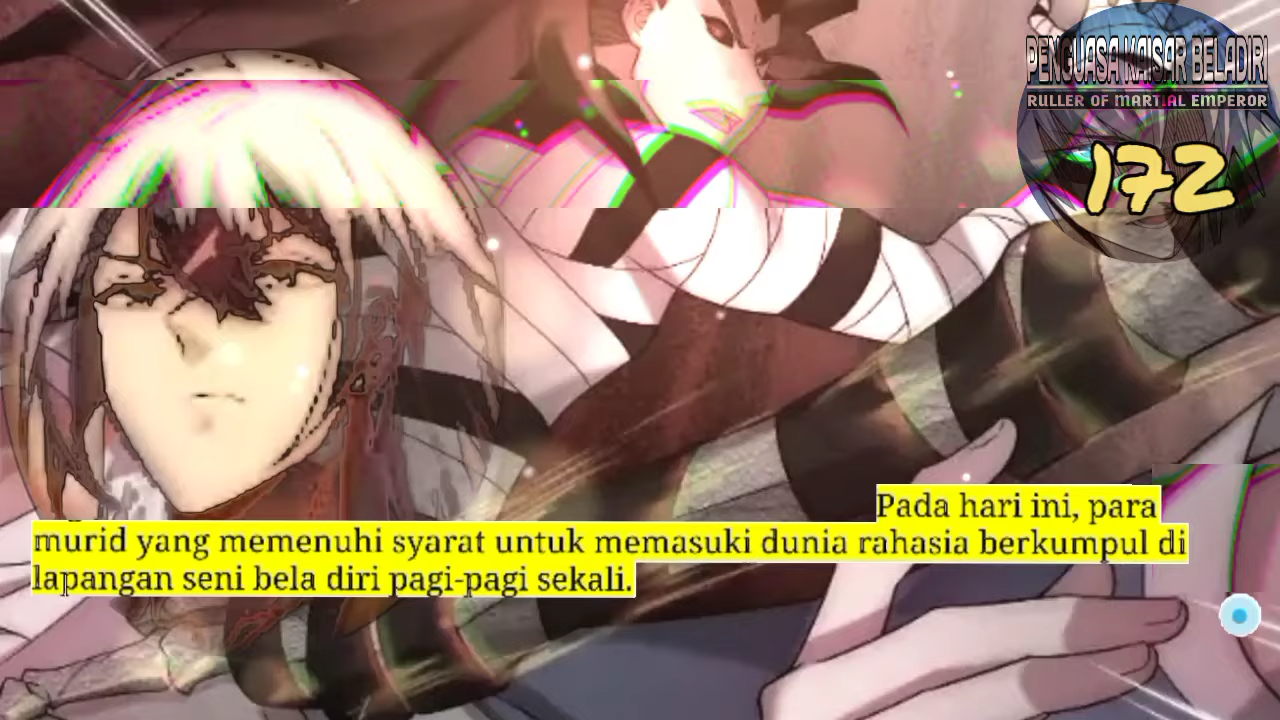 PENGUASA KAISAR BELADIRI
RULLER OF MARTIAL EMPEROR
172
Pada hari ini, para
murid yang memenuhi syarat untuk memasuki dunia rahasia berkumpul di
lapangan seni bela diri pagi-pagi sekali.